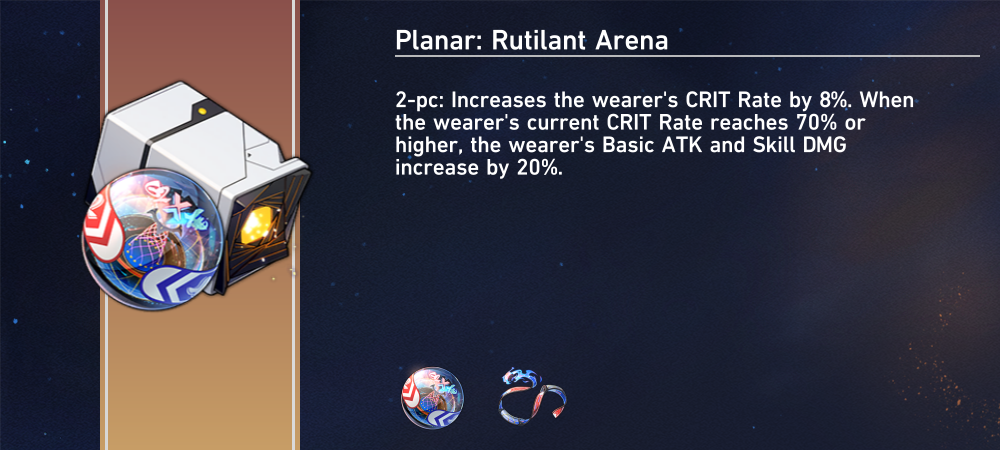 Planar: Rutilant Arena
2-pc: Increases the wearer's CRIT Rate by 8%. When
the wearer's current CRIT Rate reaches 70% or
higher, the wearer's Basic ATK and Skill DMG
increase by 20%.